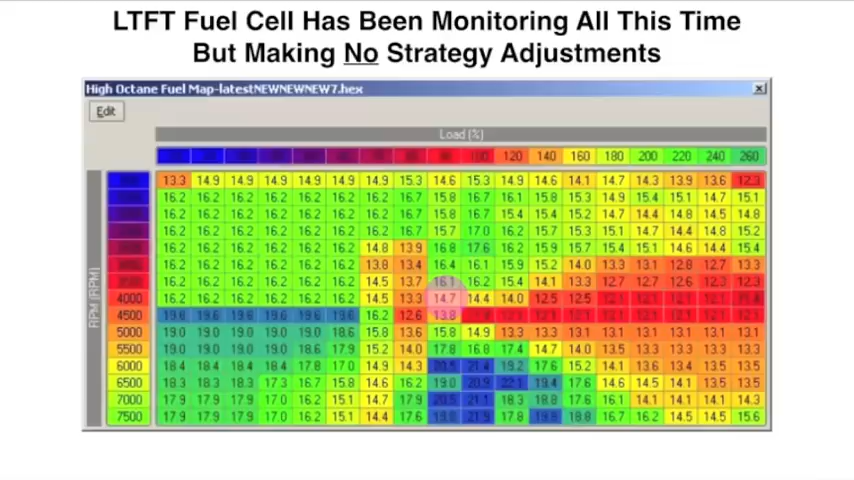 LTFT Fuel Cell Has Been Monitoring All This Time
But Making No Strategy Adjustments
High Octane Fuel Map-latestNEWNEWNEW7.hex
Edit
Load (%)
100 120 140 160 180 200 220 240 260
RPM (RPM)
13.3 14.9 14.9 14.9 14.9 14.9 14.9 15.3 14.6 15.3 14.9 14.6 14.1 14.7 14.3 13.9 13.6 12.3
16.2 16.2 16.2 16.2 16.2 16.2 16.2 16.7 15.8 16.7 16.1 15.8 15.3 14.9 15.4 15.1 14.7 15.1
16.2 16.2 16.2 16.2 16.2 16.2 16.2 16.7 15.8 16.7 15.4 15.4 15.2 14.7 14.4 14.8 14.5 14.8
16.2 16.2 16.2 16.2 16.2 16.2 16.2 16.7 15.7 17.0 16.2 15.7 15.3 15.1 14.7 14.4 14.8 15.2
16.2 16.2 16.2 16.2 16.2 16.2 14.8 13.9 16.8 17.6 16.2 15.9 15.7 15.4 15.1 14.6 14.4 15.4
16.2 16.2 16.2 16.2 16.2 16.2 13.8 13.4 16.4 16.1 15.9 15.2 14.0 13.3 13.1 12.8 12.7 13.3
16.2 16.2 16.2 16.2 16.2 16.2 14.5 13.7 16.1 16.2 15.4 14.1 13.3 12.7 12.7 12.6 12.3 12.3
4000 16.2 16.2 16.2 16.2 16.2 16.2 14.5 13.3 14.7 14.4 14.0 12.5 12.5 12.1 12.1 12.1 12.1 11.4
4500 19.6 19.6 19.6 19.6 19.6 19.6 16.2 12.6 13.8
5000 19.0 19.0 19.0 19.0 19.0 18.6 15.8 13.6 15.8 14.9 13.3 13.3 13.1 13.1 13.1 13.1 13.1 13.1
5500 19.0 19.0 19.0 19.0 18.6 17.9 15.2 14.0 17.8 16.8 17.4 14.7 14.0 13.5 13.3 13.3 13.3 13.3
6000 18.4 18.4 18.4 18.4 17.8 17.0 14.9 14.3 20.5 21.4 19.2 17.6 15.2 14.1 13.6 13.4 13.5 13.5
6500 18.3 18.3 18.3 17.3 16.7 15.8 14.6 16.2 19.0 20.9 22.1 19.4 17.6 14.6 14.5 14.1 13.5 13.5
7000 17.9 17.9 17.9 17.0 16.2 15.1 14.4 17.6 20.5 21.1 18.3 18.8 17.6 16.1 14.1 14.1 14.1 14.3
7500 17.9 17.9 17.9 17.0 16.2 15.1 14.7 17.6 19.0 21.9 17.8 19.8 18.8 16.7 16.2 14.5 14.5 15.6